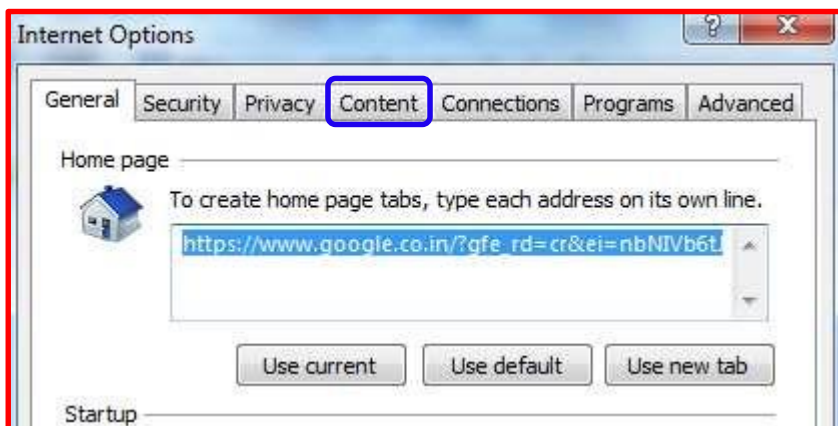 Internet Options
General Security Privacy Content Connections Programs Advanced
Home page
To create home page tabs, type each address on its own line.
https://www.google.co.in/?gfe_rd=cr&ei=nbNIVb6tJ
Use current Use default Use new tab
Startup